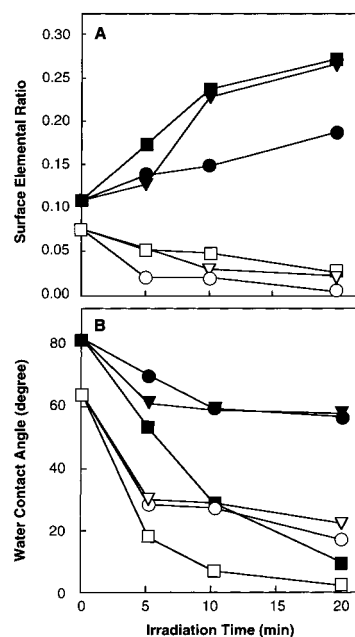 A
Surface Elemental Ratio
0.30
0.25
0.20
0.15
0.10
0.05
0.00
B
Water Contact Angle (degree)
80
60
40
20
0
0 5 10 15 20
Irradiation Time (min)